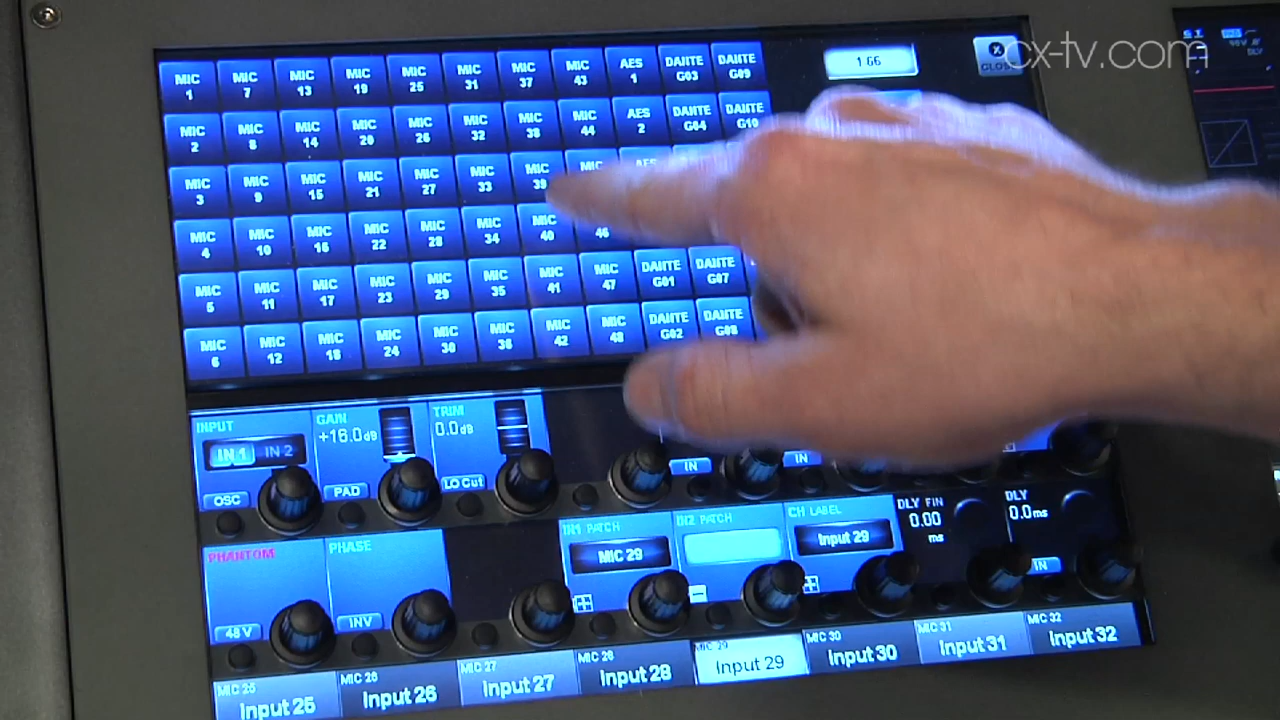 cx-tv.com
CLOSE
MIC 1 MIC 7 MIC 13 MIC 19 MIC 25 MIC 31 MIC 37 MIC 43 AES 1 DANTE G03 DANTE G09
MIC 2 MIC 8 MIC 14 MIC 20 MIC 26 MIC 32 MIC 38 MIC 44 AES 2 DANTE G04 DANTE G10
MIC 3 MIC 9 MIC 15 MIC 21 MIC 27 MIC 33 MIC 39 MIC AES
MIC 4 MIC 10 MIC 16 MIC 22 MIC 28 MIC 34 MIC 40 46
MIC 5 MIC 11 MIC 17 MIC 23 MIC 29 MIC 35 MIC 41 MIC 47 DANTE G01 DANTE G07
MIC 6 MIC 12 MIC 18 MIC 24 MIC 30 MIC 36 MIC 42 MIC 48 DANTE G02 DANTE G08
INPUT GAIN TRIM
+16.0dB 0.0dB
IN 1 IN 2
OSC PAD LO Cut IN IN
PHANTOM PHASE IN1 PATCH IN2 PATCH CH LABEL DLY FIN DLY
MIC 29 Input 29 0.00 ms 0.0ms
48V INV IN
MIC 25 MIC 26 MIC 27 MIC 28 MIC 29 MIC 30 MIC 31 MIC 32
Input 25 Input 26 Input 27 Input 28 Input 29 Input 30 Input 31 Input 32